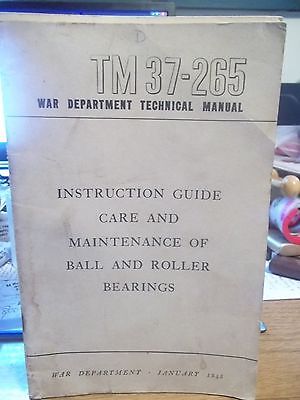 D
TM 37-265
WAR DEPARTMENT TECHNICAL MANUAL
INSTRUCTION GUIDE
CARE AND
MAINTENANCE OF
BALL AND ROLLER
BEARINGS
WAR DEPARTMENT · JANUARY